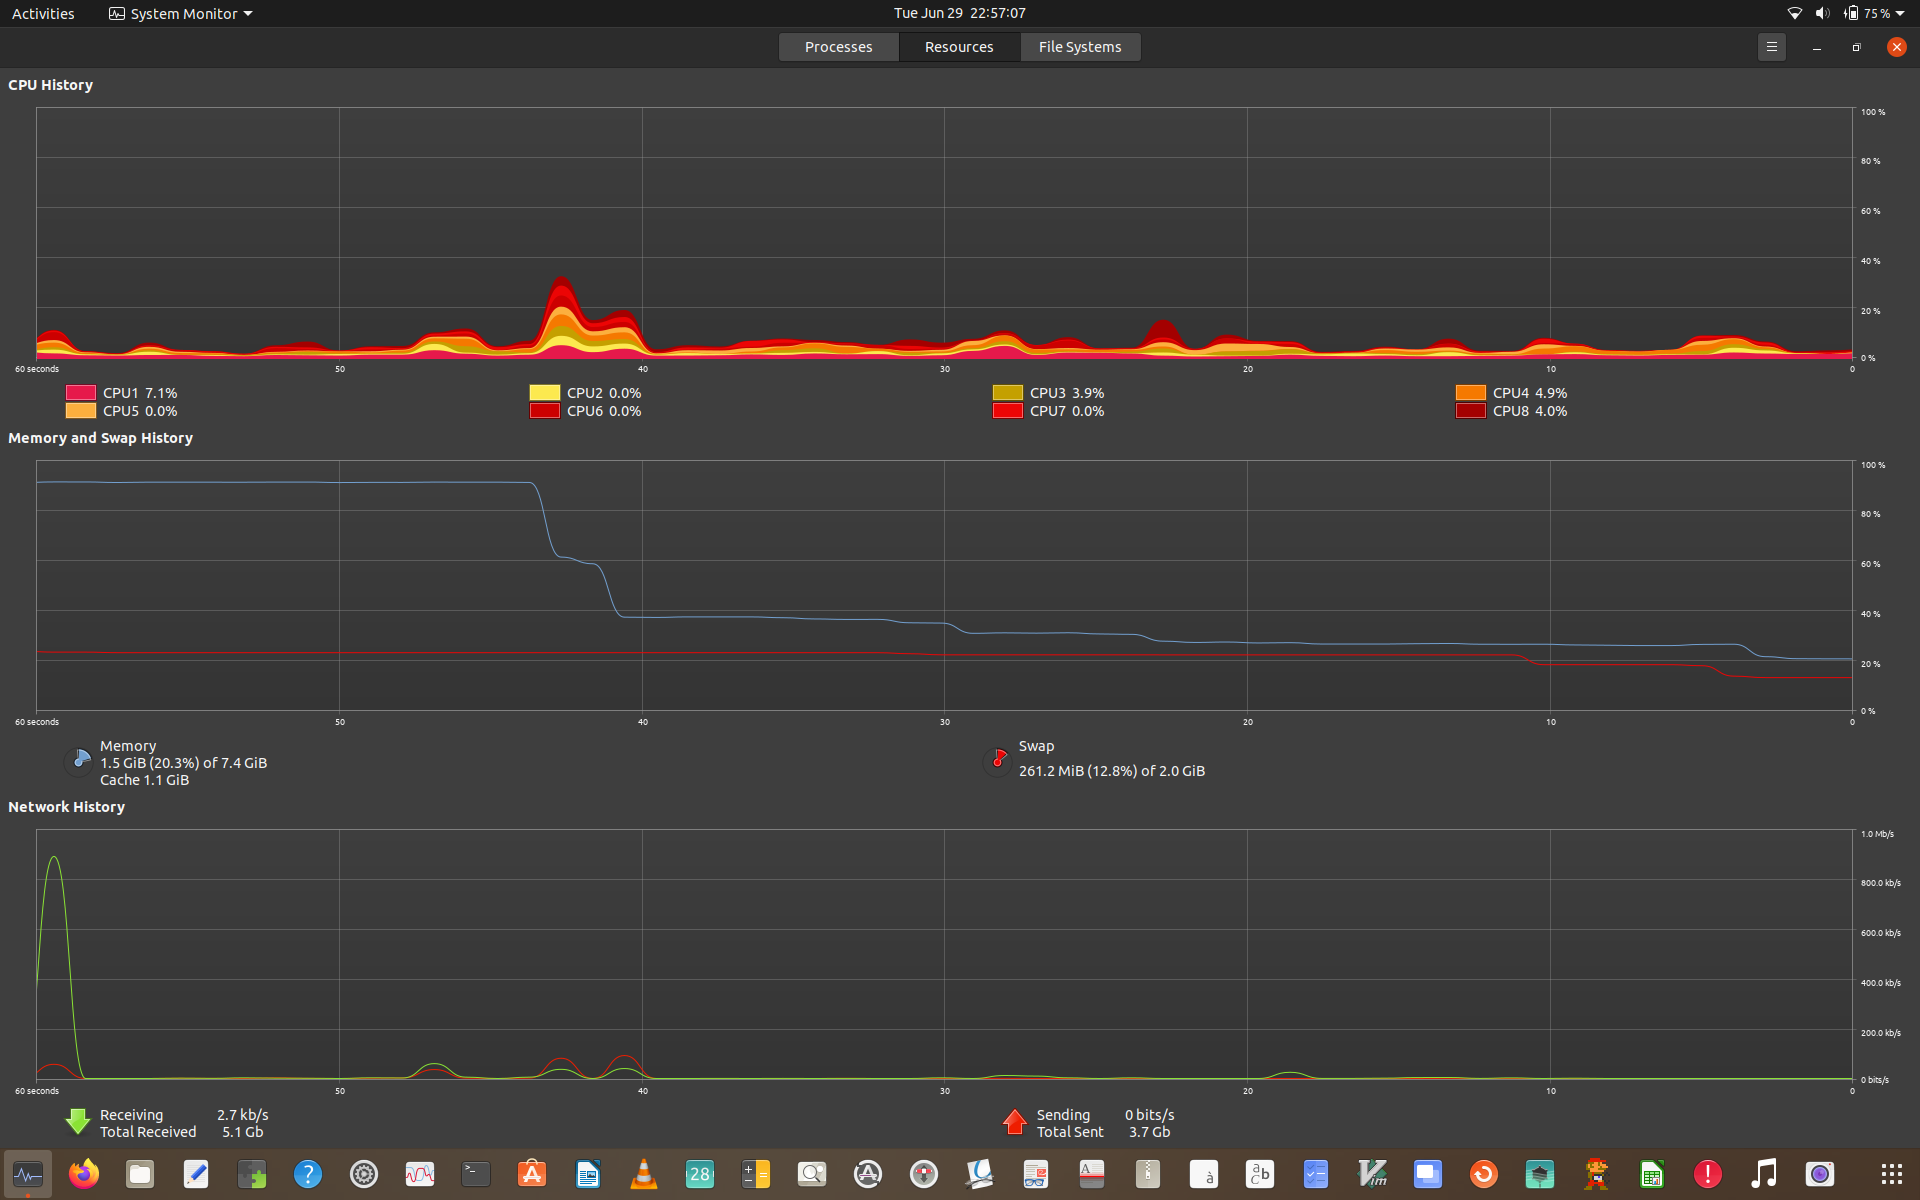 Activities System Monitor Tue Jun 29 22:57:07 75 %
Processes Resources File Systems
CPU History
100 %
80 %
60 %
40 %
20 %
0 %
60 seconds 50 40 30 20 10 0
CPU1 7.1% CPU2 0.0% CPU3 3.9% CPU4 4.9%
CPU5 0.0% CPU6 0.0% CPU7 0.0% CPU8 4.0%
Memory and Swap History
100 %
80 %
60 %
40 %
20 %
0 %
60 seconds 50 40 30 20 10 0
Memory
1.5 GiB (20.3%) of 7.4 GiB
Cache 1.1 GiB
Swap
261.2 MiB (12.8%) of 2.0 GiB
Network History
1.0 Mb/s
800.0 kb/s
600.0 kb/s
400.0 kb/s
200.0 kb/s
0 bits/s
60 seconds 50 40 30 20 10 0
Receiving 2.7 kb/s
Total Received 5.1 Gb
Sending 0 bits/s
Total Sent 3.7 Gb
28
à
a b c
Vim